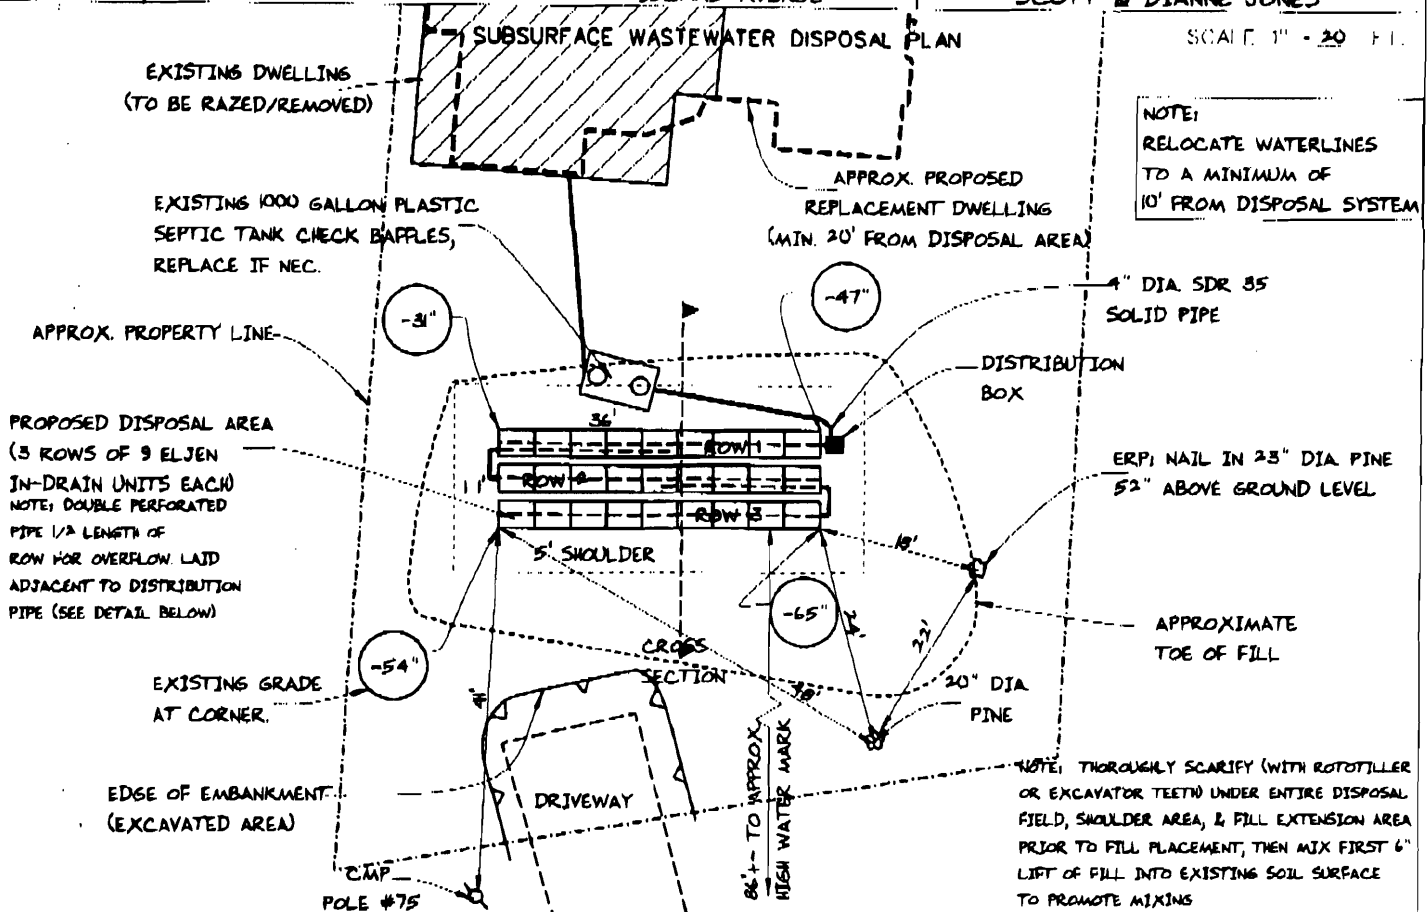 SCOTT & DIANNE JONES
SUBSURFACE WASTEWATER DISPOSAL PLAN
SCALE 1" - 20 FT.
EXISTING DWELLING
(TO BE RAZED/REMOVED)
NOTE:
RELOCATE WATERLINES
TO A MINIMUM OF
10' FROM DISPOSAL SYSTEM
APPROX. PROPOSED
REPLACEMENT DWELLING
(MIN. 20' FROM DISPOSAL AREA)
EXISTING 1000 GALLON PLASTIC
SEPTIC TANK CHECK BAFFLES,
REPLACE IF NEC.
-31"
-47"
4" DIA. SDR 35
SOLID PIPE
APPROX. PROPERTY LINE
DISTRIBUTION
BOX
PROPOSED DISPOSAL AREA
(3 ROWS OF 9 ELJEN
IN-DRAIN UNITS EACH)
NOTE: DOUBLE PERFORATED
PIPE 1/2 LENGTH OF
ROW FOR OVERFLOW. LAID
ADJACENT TO DISTRIBUTION
PIPE (SEE DETAIL BELOW)
36'
ROW 1
ROW 2
ROW 3
11'
5' SHOULDER
ERP: NAIL IN 23" DIA PINE
52" ABOVE GROUND LEVEL
18'
-65"
22'
APPROXIMATE
TOE OF FILL
-54"
CROSS
SECTION
EXISTING GRADE
AT CORNER.
41'
20" DIA
PINE
EDGE OF EMBANKMENT
(EXCAVATED AREA)
DRIVEWAY
86'+- TO APPROX.
HIGH WATER MARK
CMP
POLE #75
NOTE: THOROUGHLY SCARIFY (WITH ROTOTILLER
OR EXCAVATOR TEETH) UNDER ENTIRE DISPOSAL
FIELD, SHOULDER AREA, & FILL EXTENSION AREA
PRIOR TO FILL PLACEMENT, THEN MIX FIRST 6"
LIFT OF FILL INTO EXISTING SOIL SURFACE
TO PROMOTE MIXING